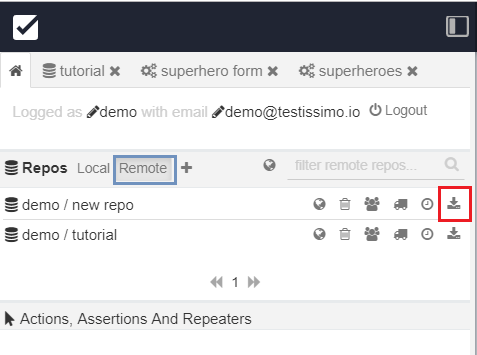 tutorial superhero form superheroes
Logged as demo with email demo@testissimo.io Logout
Repos Local Remote filter remote repos...
demo / new repo
demo / tutorial
1
Actions, Assertions And Repeaters